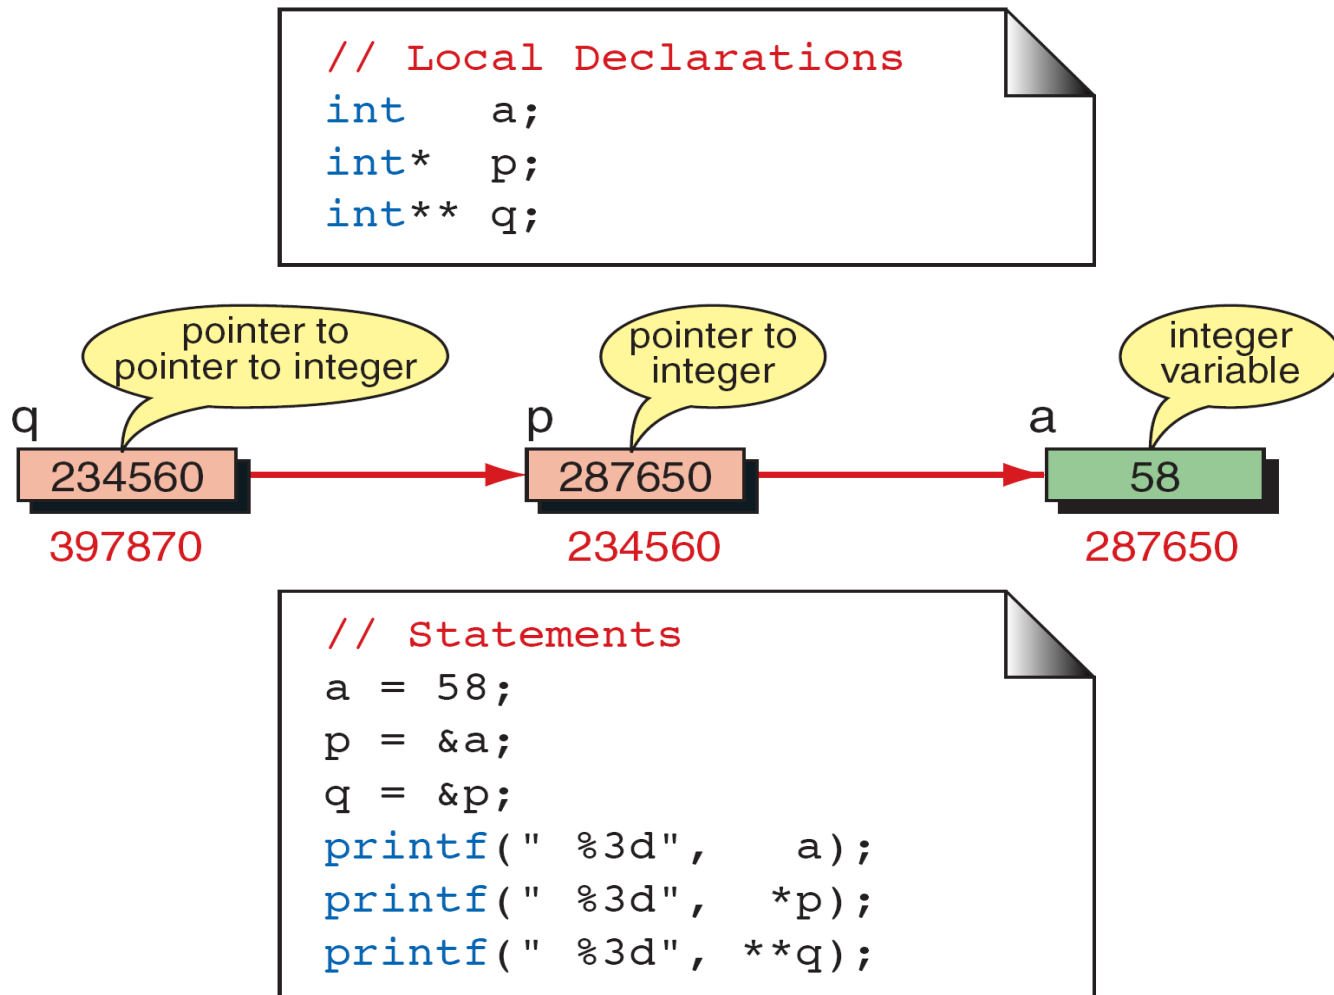 // Local Declarations
int   a;
int*  p;
int** q;
pointer to
pointer to integer
pointer to
integer
integer
variable
q
p
a
234560
287650
58
397870
234560
287650
// Statements
a = 58;
p = &a;
q = &p;
printf(" %3d",   a);
printf(" %3d",  *p);
printf(" %3d", **q);